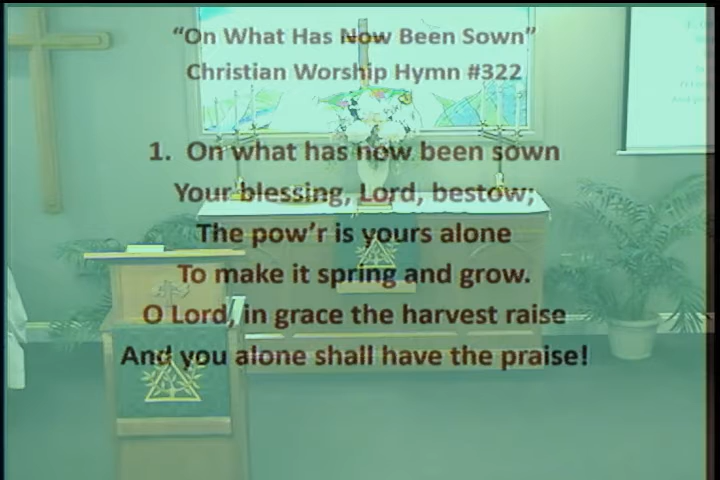 “On What Has Now Been Sown”
Christian Worship Hymn #322
1. On what has now been sown
Your blessing, Lord, bestow;
The pow’r is yours alone
To make it spring and grow.
O Lord, in grace the harvest raise
And you alone shall have the praise!